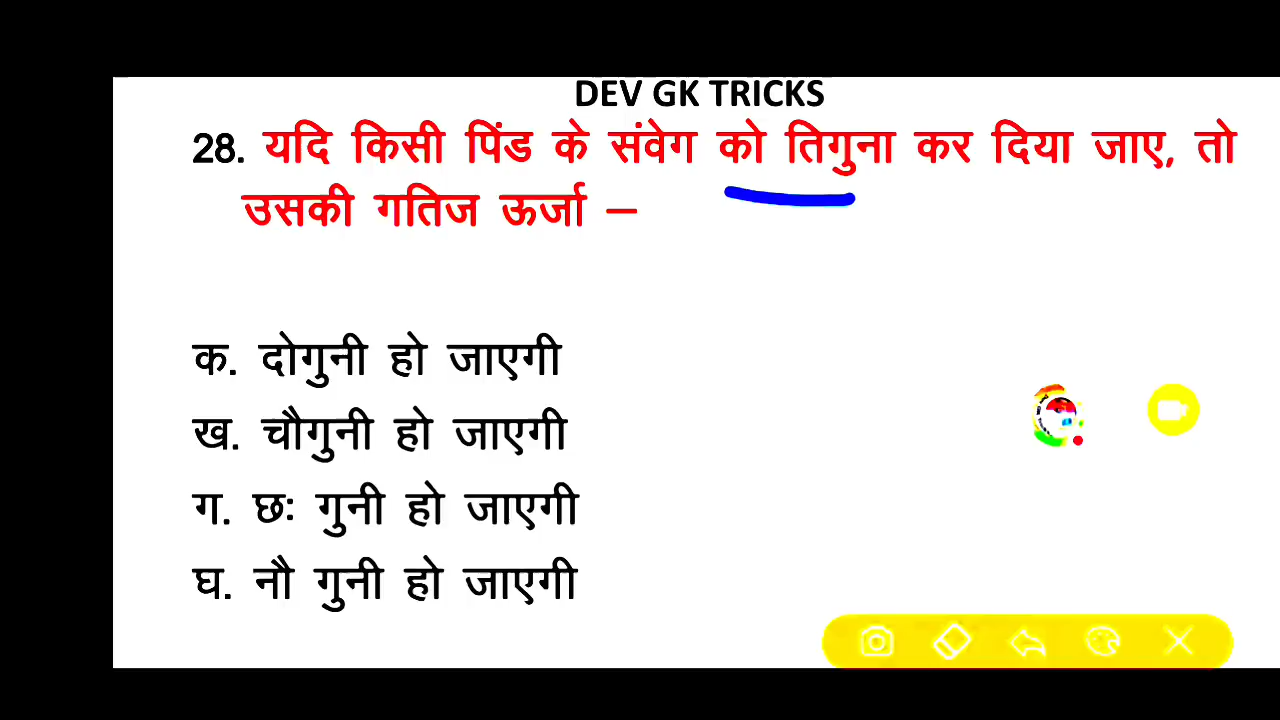 DEV GK TRICKS
28. यदि किसी पिंड के संवेग को तिगुना कर दिया जाए, तो
उसकी गतिज ऊर्जा –
क. दोगुनी हो जाएगी
ख. चौगुनी हो जाएगी
ग. छः गुनी हो जाएगी
घ. नौ गुनी हो जाएगी